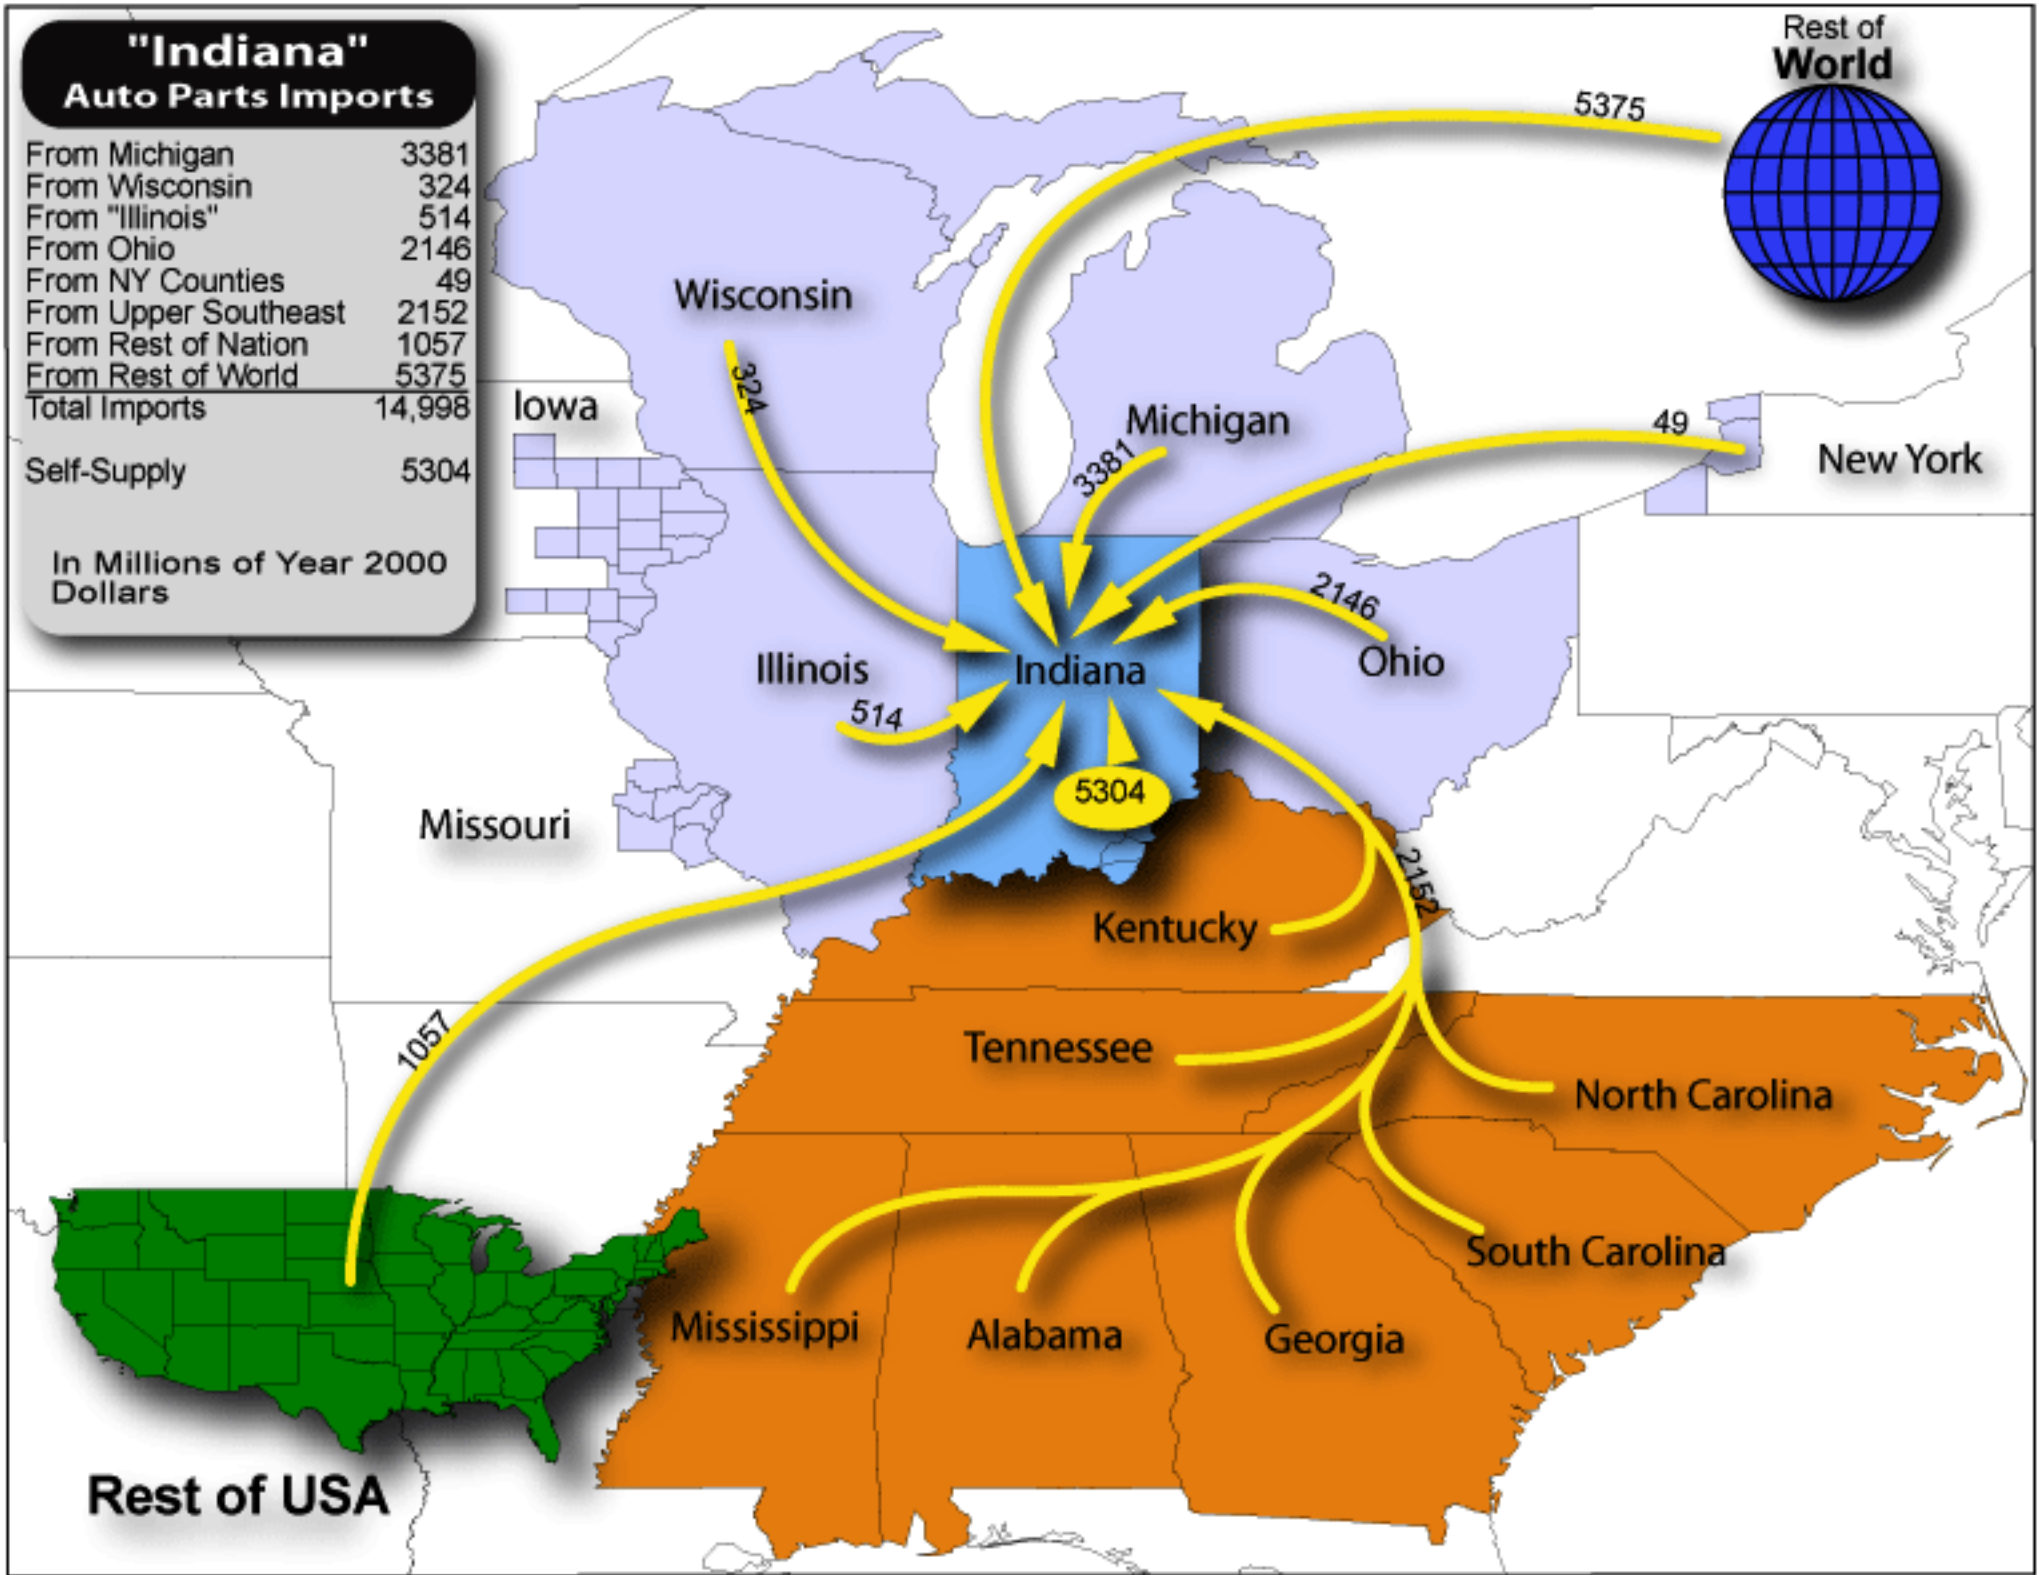 "Indiana"
Auto Parts Imports
From Michigan 3381
From Wisconsin 324
From "Illinois" 514
From Ohio 2146
From NY Counties 49
From Upper Southeast 2152
From Rest of Nation 1057
From Rest of World 5375
Total Imports 14,998
Self-Supply 5304
In Millions of Year 2000
Dollars
Rest of
World
5375
Wisconsin
324
Iowa
Michigan
3381
49
New York
2146
Ohio
Illinois
514
Indiana
5304
Missouri
2152
Kentucky
1057
Tennessee
North Carolina
South Carolina
Mississippi
Alabama
Georgia
Rest of USA